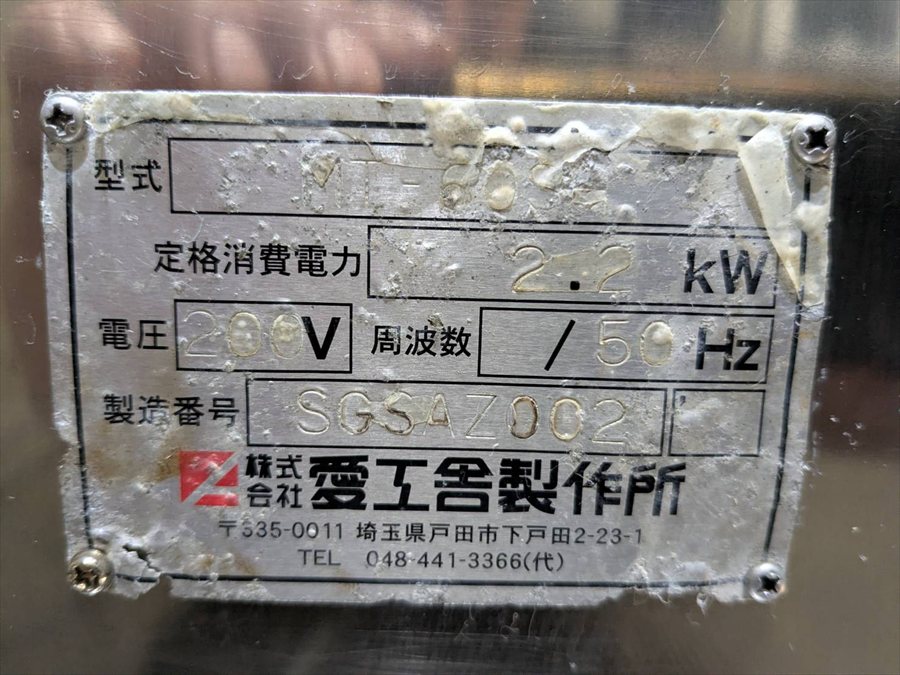 型式
定格消費電力 2.2 kW
電圧 200V 周波数 /50 Hz
製造番号 SGSAZ002
株式会社 愛工舎製作所
〒335-0011 埼玉県戸田市下戸田2-23-1
TEL 048-441-3366(代)